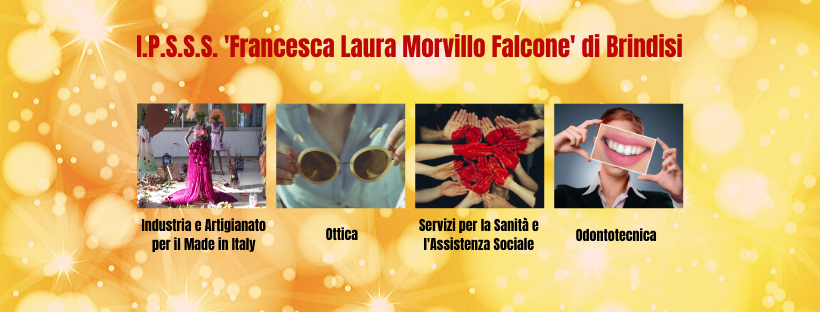 I.P.S.S.S. 'Francesca Laura Morvillo Falcone' di Brindisi
Industria e Artigianato
per il Made in Italy
Ottica
Servizi per la Sanità e
l'Assistenza Sociale
Odontotecnica